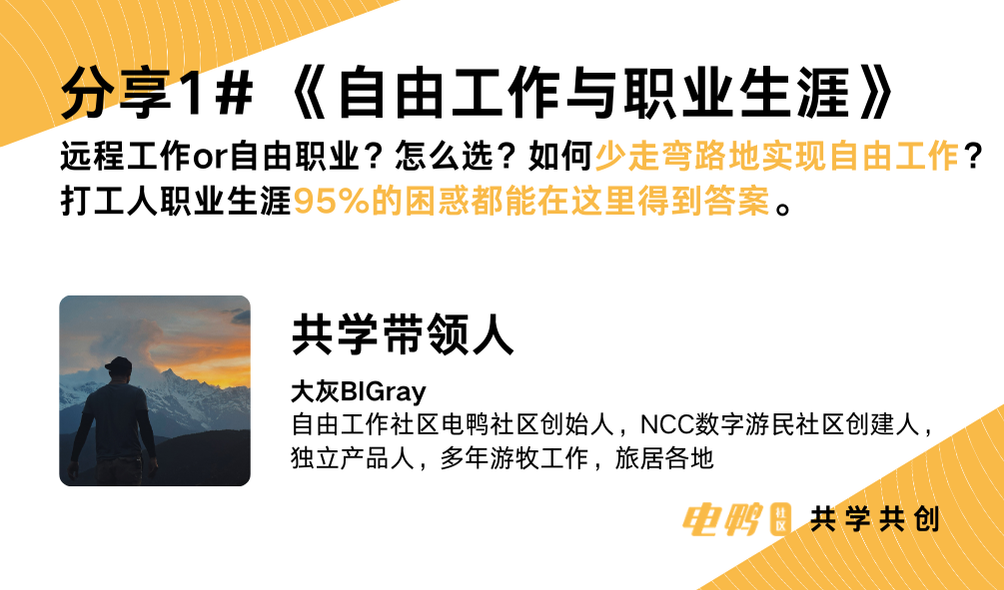 分享1# 《自由工作与职业生涯》
远程工作or自由职业？怎么选？如何少走弯路地实现自由工作？
打工人职业生涯95%的困惑都能在这里得到答案。
共学带领人
大灰BIGray
自由工作社区电鸭社区创始人，NCC数字游民社区创建人，
独立产品人，多年游牧工作，旅居各地
电鸭社区 共学共创